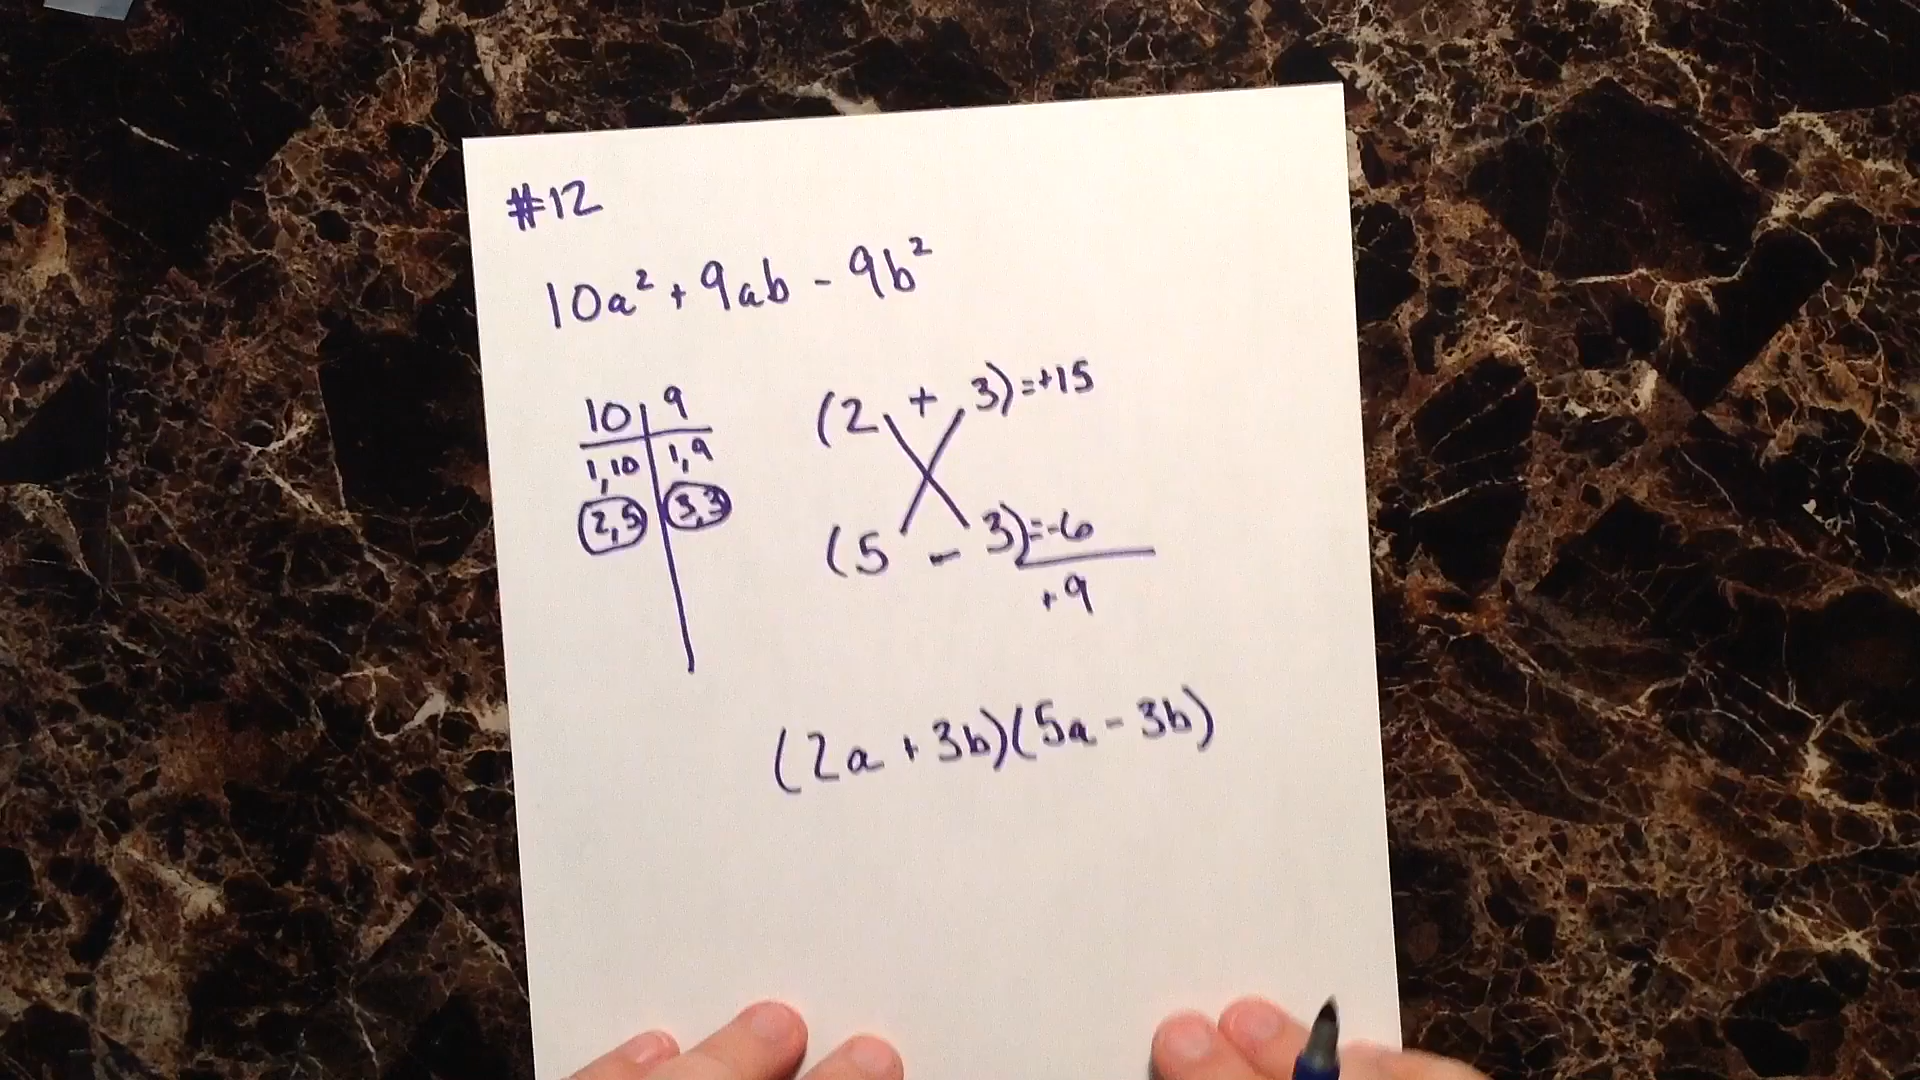 #12
10a² + 9ab - 9b²
10 | 9
1,10 | 1,9
2,5 | 3,3
(2 + 3) = +15
(5 - 3) = -6
+9
(2a + 3b)(5a - 3b)